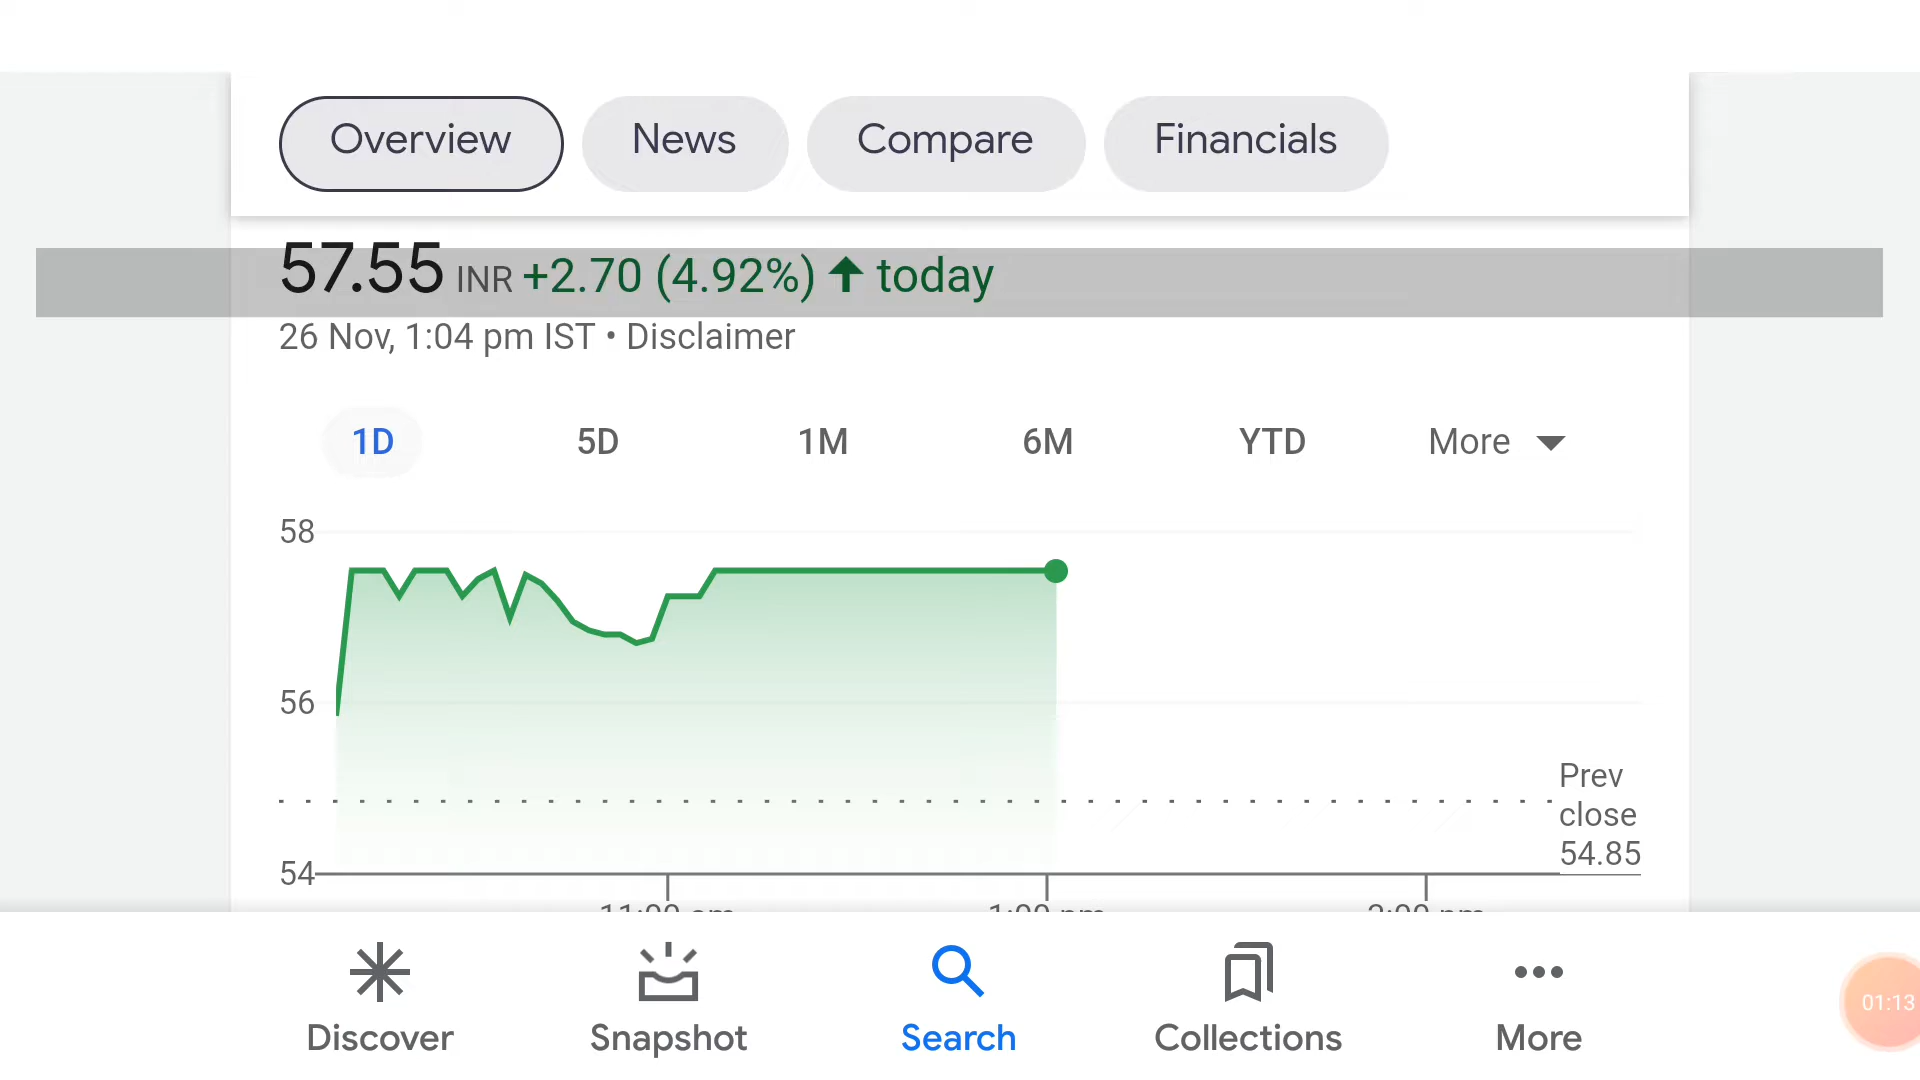 Overview News Compare Financials
57.55 INR +2.70 (4.92%) today
26 Nov, 1:04 pm IST • Disclaimer
1D 5D 1M 6M YTD More
58
56
Prev
close
54.85
54
Discover Snapshot Search Collections More
01:13